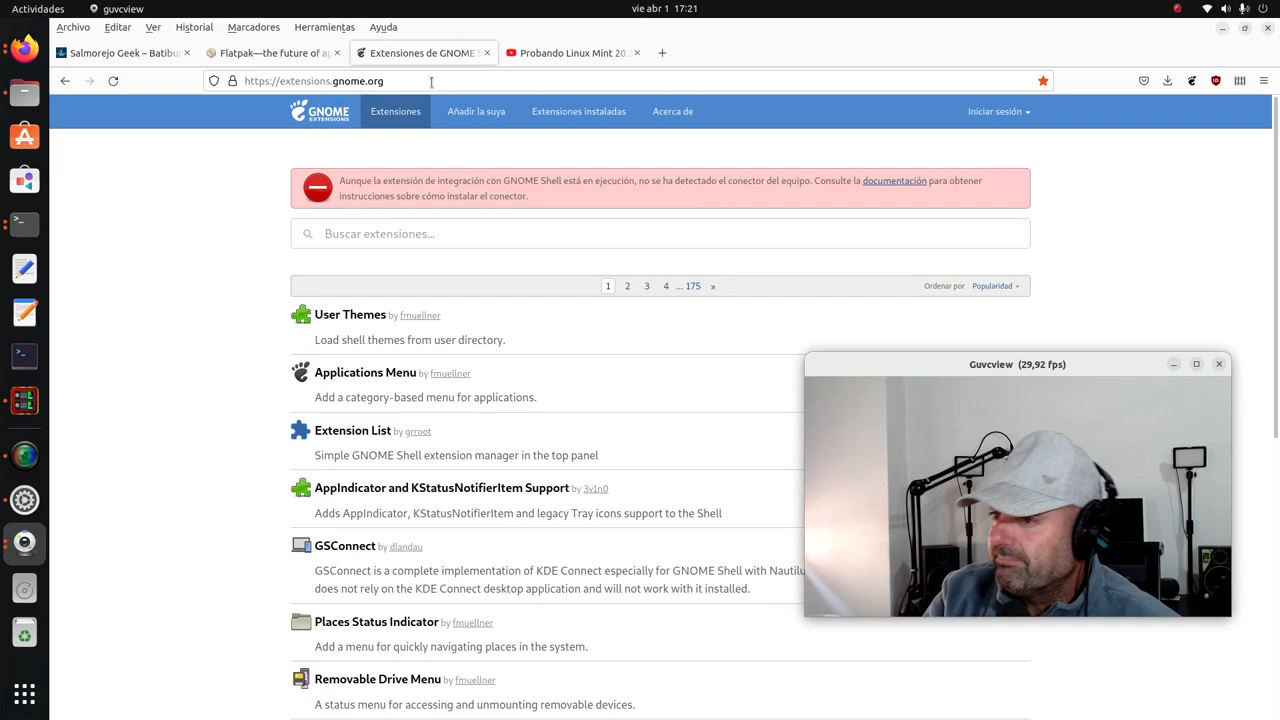 Actividades
guvcview
vie abr 1  17:21
Archivo
Editar
Ver
Historial
Marcadores
Herramientas
Ayuda
Salmorejo Geek – Batibur
Flatpak—the future of ap
Extensiones de GNOME S
Probando Linux Mint 20.
https://extensions.gnome.org
GNOME
EXTENSIONS
Extensiones
Añadir la suya
Extensiones instaladas
Acerca de
Iniciar sesión
Aunque la extensión de integración con GNOME Shell está en ejecución, no se ha detectado el conector del equipo. Consulte la documentación para obtener
instrucciones sobre cómo instalar el conector.
Buscar extensiones...
1 2 3 4 ... 175 »
Ordenar por Popularidad
User Themes by fmuellner
Load shell themes from user directory.
Applications Menu by fmuellner
Add a category-based menu for applications.
Extension List by grroot
Simple GNOME Shell extension manager in the top panel
AppIndicator and KStatusNotifierItem Support by 3v1n0
Adds AppIndicator, KStatusNotifierItem and legacy Tray icons support to the Shell
GSConnect by dlandau
GSConnect is a complete implementation of KDE Connect especially for GNOME Shell with Nautilu
does not rely on the KDE Connect desktop application and will not work with it installed.
Places Status Indicator by fmuellner
Add a menu for quickly navigating places in the system.
Removable Drive Menu by fmuellner
A status menu for accessing and unmounting removable devices.
Guvcview (29,92 fps)